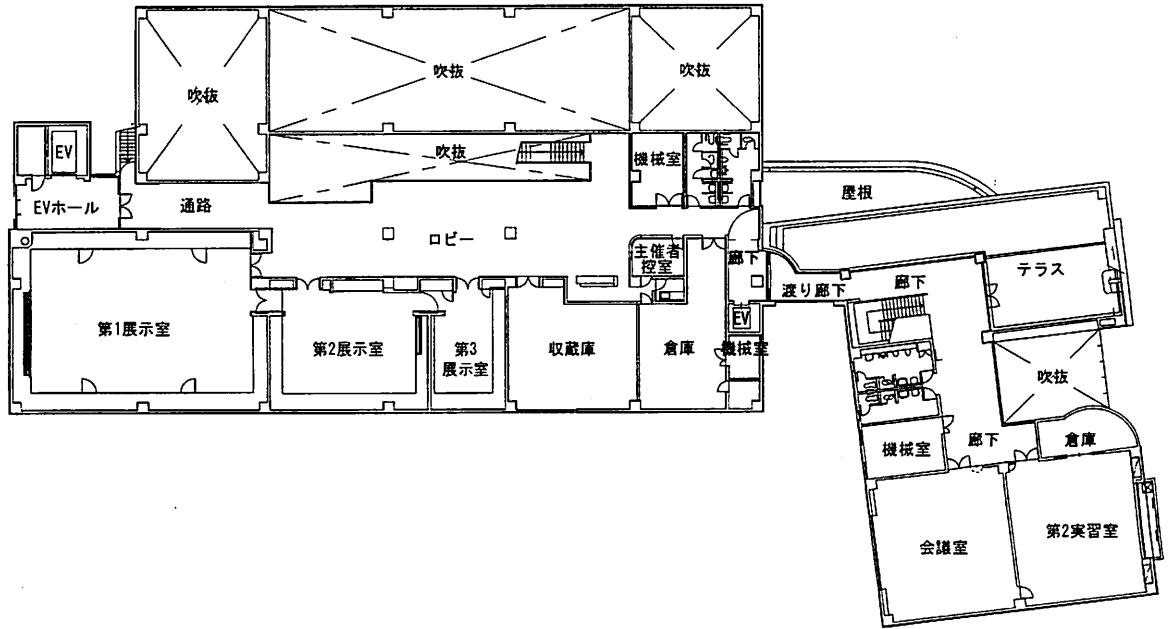 吹抜
吹抜
吹抜
吹抜
EV
機械室
EVホール
通路
屋根
ロビー
主催者
控室
廊下
渡り廊下
廊下
テラス
第1展示室
第2展示室
第3
展示室
収蔵庫
倉庫
EV
機械室
吹抜
機械室
廊下
倉庫
会議室
第2実習室